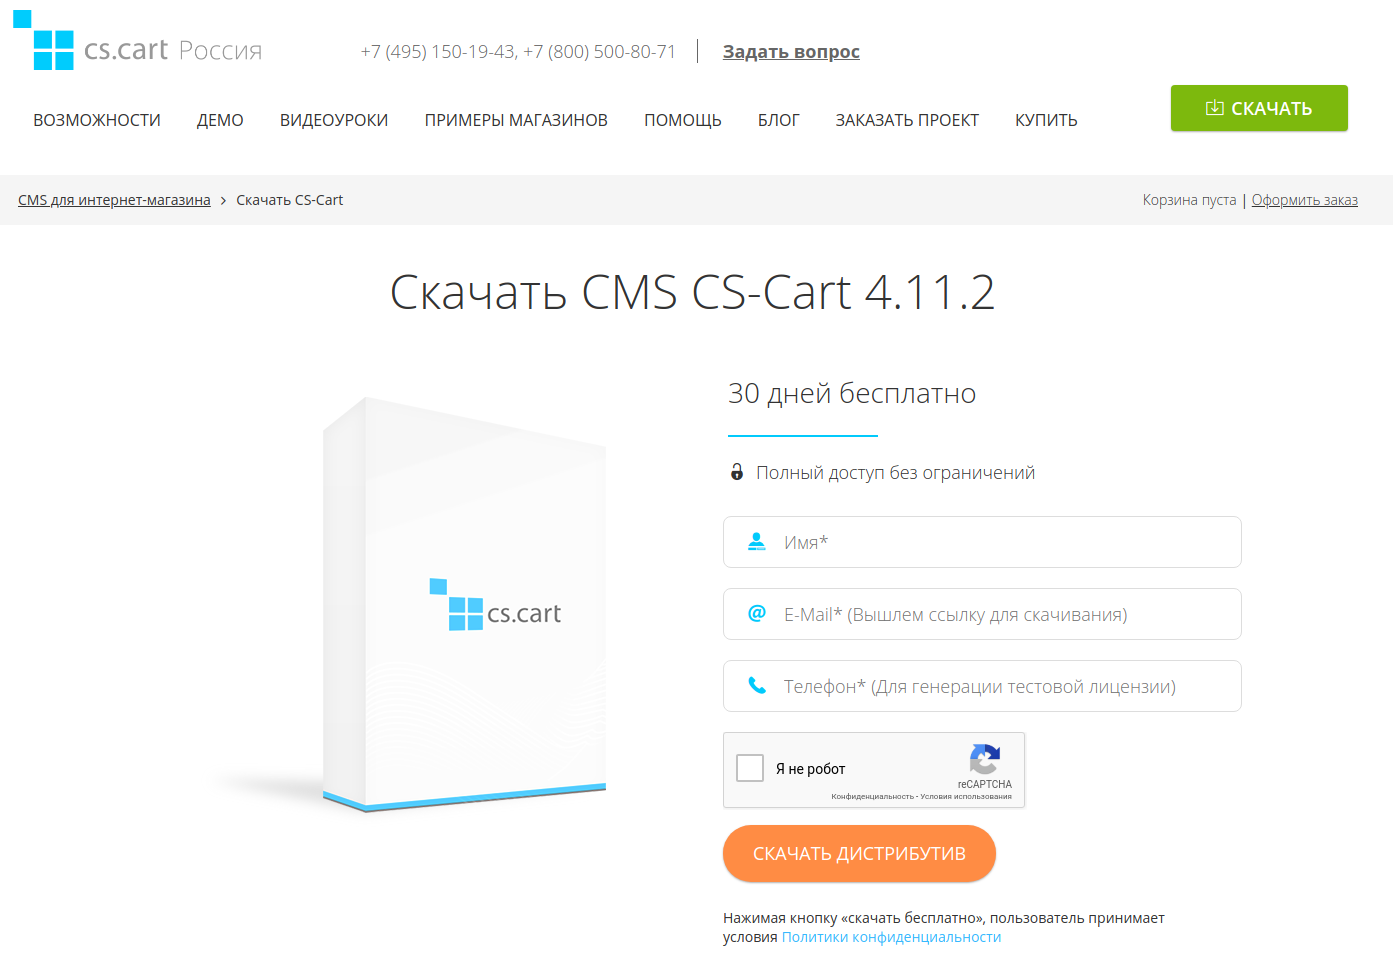 cs.cart Россия
+7 (495) 150-19-43, +7 (800) 500-80-71
Задать вопрос
ВОЗМОЖНОСТИ ДЕМО ВИДЕОУРОКИ ПРИМЕРЫ МАГАЗИНОВ ПОМОЩЬ БЛОГ ЗАКАЗАТЬ ПРОЕКТ КУПИТЬ
СКАЧАТЬ
CMS для интернет-магазина > Скачать CS-Cart
Корзина пуста | Оформить заказ
Скачать CMS CS-Cart 4.11.2
cs.cart
30 дней бесплатно
Полный доступ без ограничений
Имя*
E-Mail* (Вышлем ссылку для скачивания)
Телефон* (Для генерации тестовой лицензии)
Я не робот
reCAPTCHA
Конфиденциальность - Условия использования
СКАЧАТЬ ДИСТРИБУТИВ
Нажимая кнопку «скачать бесплатно», пользователь принимает
условия Политики конфиденциальности